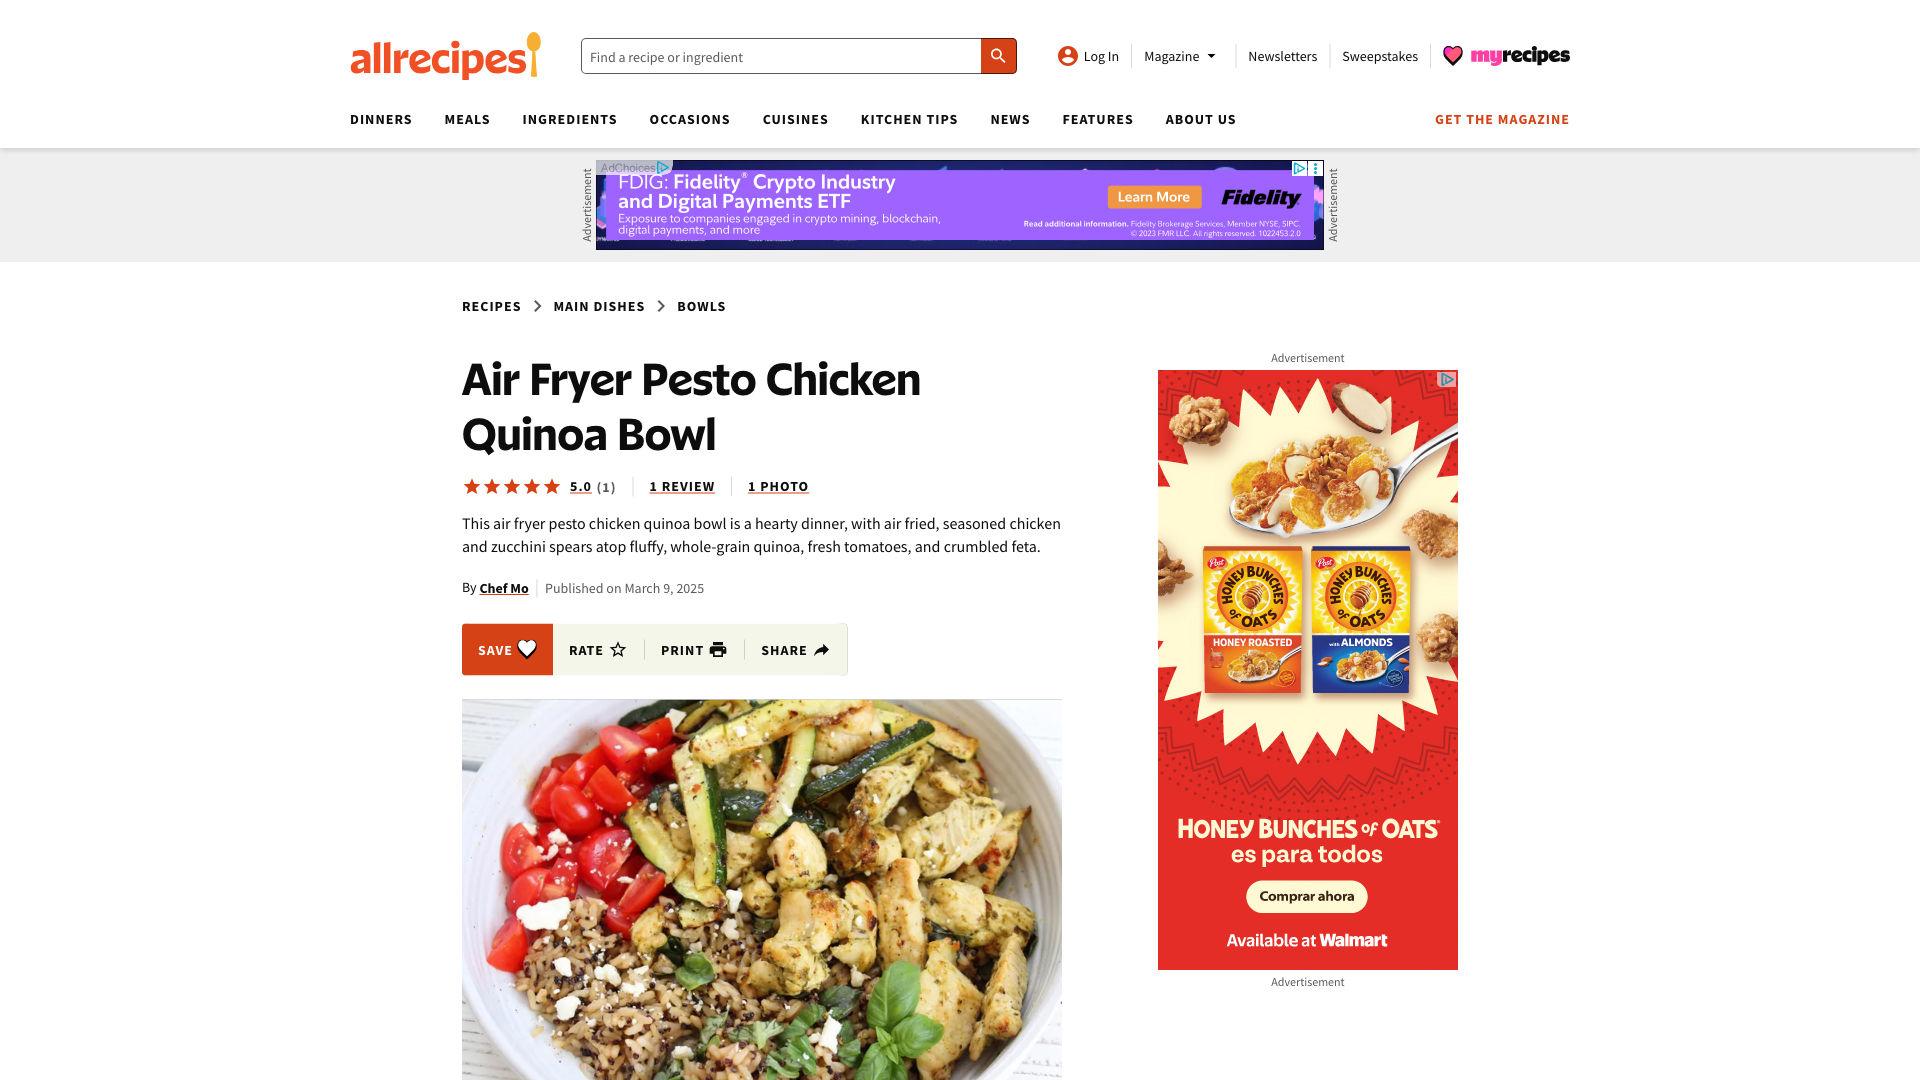 allrecipes
Find a recipe or ingredient
Log In
Magazine
Newsletters
Sweepstakes
myrecipes
DINNERS
MEALS
INGREDIENTS
OCCASIONS
CUISINES
KITCHEN TIPS
NEWS
FEATURES
ABOUT US
GET THE MAGAZINE
Advertisement
AdChoices
FDIG: Fidelity® Crypto Industry
and Digital Payments ETF
Exposure to companies engaged in crypto mining, blockchain,
digital payments, and more
Learn More
Fidelity
Read additional information. Fidelity Brokerage Services, Member NYSE, SIPC.
© 2023 FMR LLC. All rights reserved. 1022453.2.0
Advertisement
RECIPES
MAIN DISHES
BOWLS
Air Fryer Pesto Chicken
Quinoa Bowl
5.0 (1)
1 REVIEW
1 PHOTO
This air fryer pesto chicken quinoa bowl is a hearty dinner, with air fried, seasoned chicken
and zucchini spears atop fluffy, whole-grain quinoa, fresh tomatoes, and crumbled feta.
By Chef Mo
Published on March 9, 2025
SAVE
RATE
PRINT
SHARE
Advertisement
Post
HONEY BUNCHES
of OATS
HONEY ROASTED
Post
HONEY BUNCHES
of OATS
with ALMONDS
HONEY BUNCHES of OATS®
es para todos
Comprar ahora
Available at Walmart
Advertisement